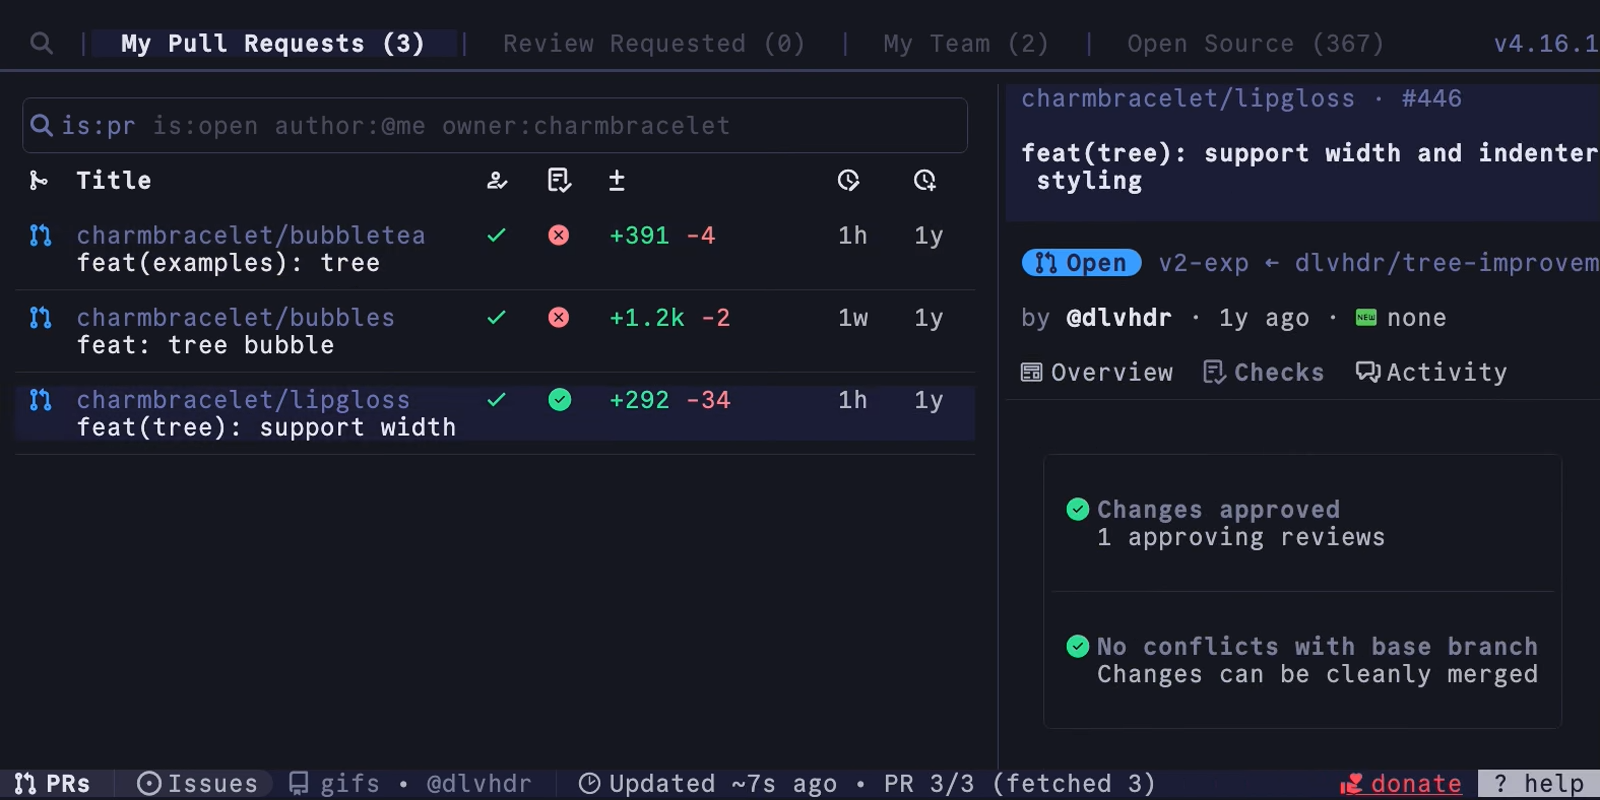 My Pull Requests (3) | Review Requested (0) | My Team (2) | Open Source (367) v4.16.1
is:pr is:open author:@me owner:charmbracelet
Title ±
charmbracelet/bubbletea +391 -4 1h 1y
feat(examples): tree
charmbracelet/bubbles +1.2k -2 1w 1y
feat: tree bubble
charmbracelet/lipgloss +292 -34 1h 1y
feat(tree): support width
charmbracelet/lipgloss · #446
feat(tree): support width and indenter
styling
Open v2-exp ← dlvhdr/tree-improvem
by @dlvhdr · 1y ago · NEW none
Overview Checks Activity
Changes approved
1 approving reviews
No conflicts with base branch
Changes can be cleanly merged
PRs Issues gifs • @dlvhdr Updated ~7s ago • PR 3/3 (fetched 3) donate ? help